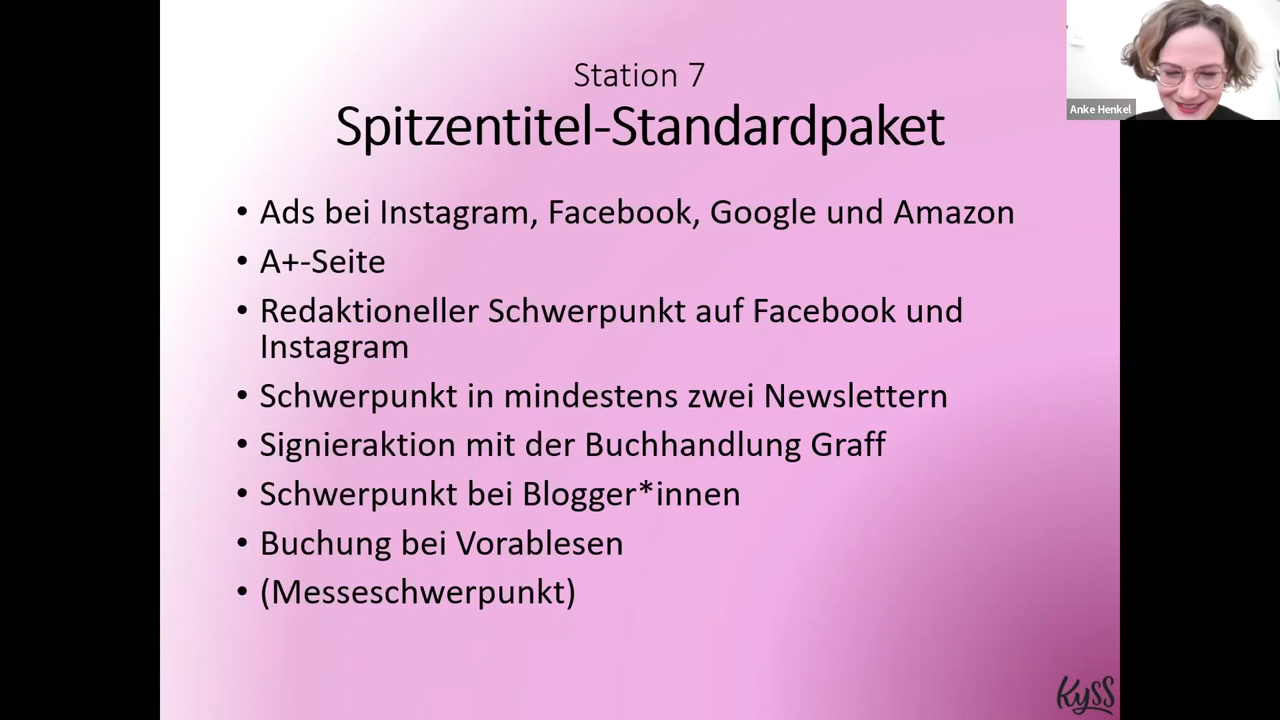 Station 7
Spitzentitel-Standardpaket
• Ads bei Instagram, Facebook, Google und Amazon
• A+-Seite
• Redaktioneller Schwerpunkt auf Facebook und
Instagram
• Schwerpunkt in mindestens zwei Newslettern
• Signieraktion mit der Buchhandlung Graff
• Schwerpunkt bei Blogger*innen
• Buchung bei Vorablesen
• (Messeschwerpunkt)
Anke Henkel
Kyss